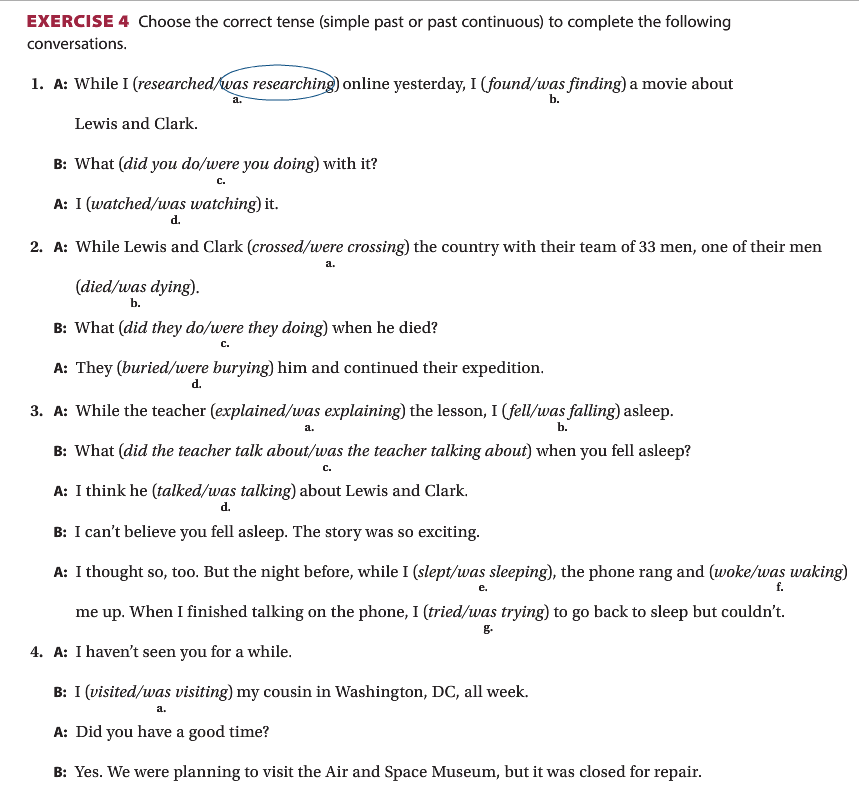 EXERCISE 4 Choose the correct tense (simple past or past continuous) to complete the following
conversations.
1. A: While I (researched/was researching) online yesterday, I (found/was finding) a movie about
a. b.
Lewis and Clark.
B: What (did you do/were you doing) with it?
c.
A: I (watched/was watching) it.
d.
2. A: While Lewis and Clark (crossed/were crossing) the country with their team of 33 men, one of their men
a.
(died/was dying).
b.
B: What (did they do/were they doing) when he died?
c.
A: They (buried/were burying) him and continued their expedition.
d.
3. A: While the teacher (explained/was explaining) the lesson, I (fell/was falling) asleep.
a. b.
B: What (did the teacher talk about/was the teacher talking about) when you fell asleep?
c.
A: I think he (talked/was talking) about Lewis and Clark.
d.
B: I can't believe you fell asleep. The story was so exciting.
A: I thought so, too. But the night before, while I (slept/was sleeping), the phone rang and (woke/was waking)
e. f.
me up. When I finished talking on the phone, I (tried/was trying) to go back to sleep but couldn't.
g.
4. A: I haven't seen you for a while.
B: I (visited/was visiting) my cousin in Washington, DC, all week.
a.
A: Did you have a good time?
B: Yes. We were planning to visit the Air and Space Museum, but it was closed for repair.